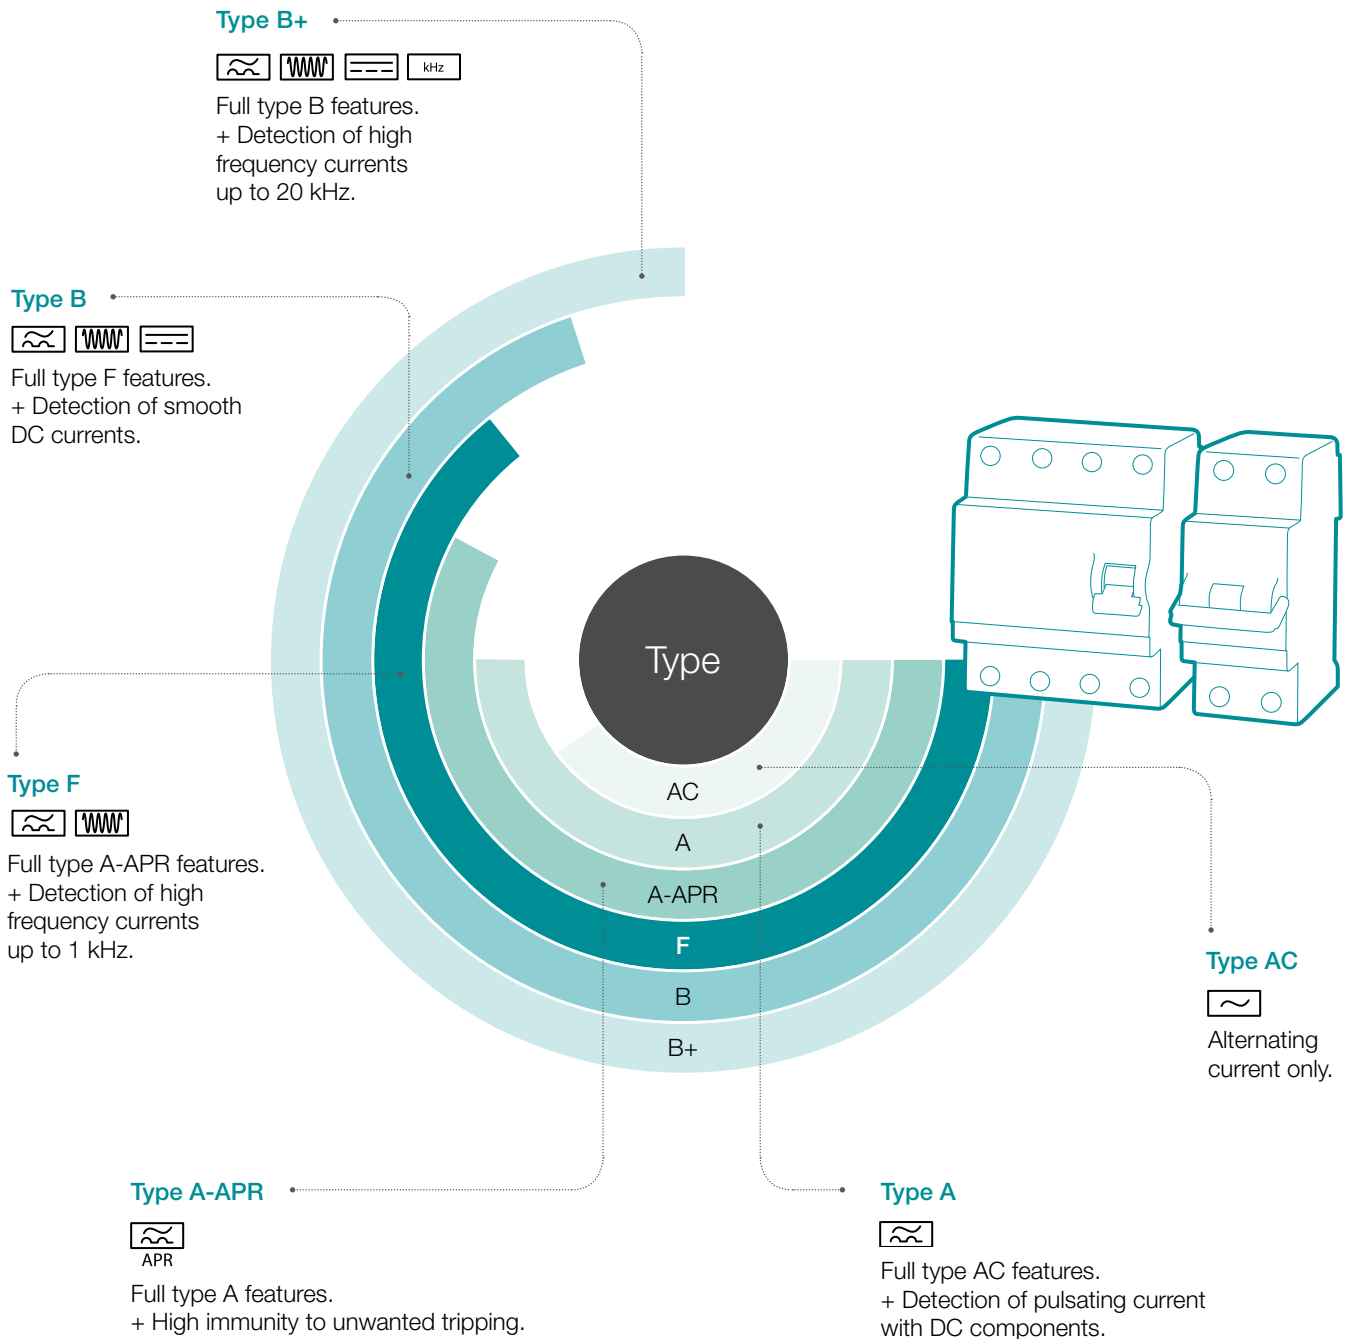 Type B+
kHz
Full type B features.
+ Detection of high
frequency currents
up to 20 kHz.
Type B
Full type F features.
+ Detection of smooth
DC currents.
Type
Type F
Full type A-APR features.
+ Detection of high
frequency currents
up to 1 kHz.
AC
A
A-APR
F
B
B+
Type AC
Alternating
current only.
Type A-APR
APR
Full type A features.
+ High immunity to unwanted tripping.
Type A
Full type AC features.
+ Detection of pulsating current
with DC components.